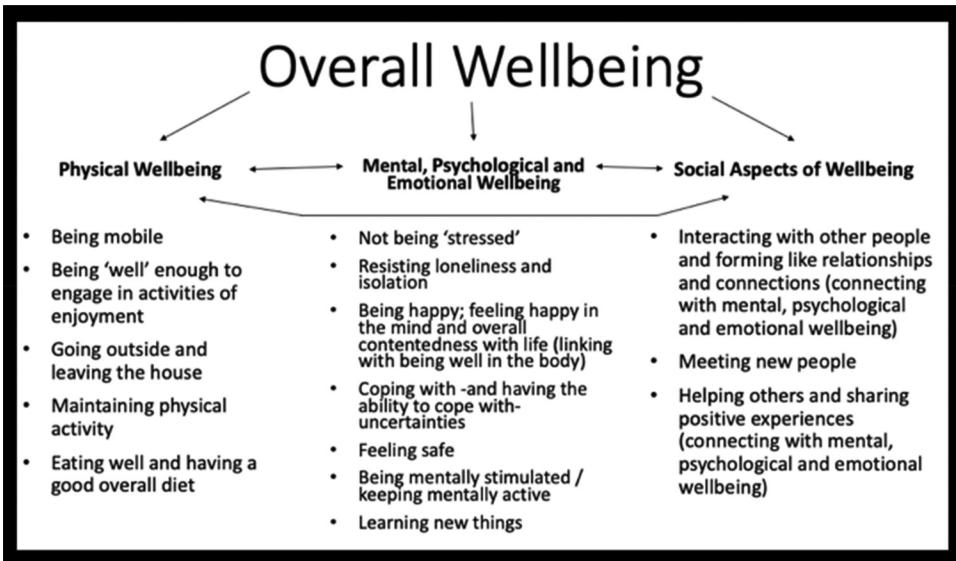 Overall Wellbeing
Physical Wellbeing
Mental, Psychological and
Emotional Wellbeing
Social Aspects of Wellbeing
• Being mobile
• Being ‘well’ enough to
engage in activities of
enjoyment
• Going outside and
leaving the house
• Maintaining physical
activity
• Eating well and having a
good overall diet
• Not being ‘stressed’
• Resisting loneliness and
isolation
• Being happy; feeling happy in
the mind and overall
contentedness with life (linking
with being well in the body)
• Coping with -and having the
ability to cope with-
uncertainties
• Feeling safe
• Being mentally stimulated /
keeping mentally active
• Learning new things
• Interacting with other people
and forming like relationships
and connections (connecting
with mental, psychological
and emotional wellbeing)
• Meeting new people
• Helping others and sharing
positive experiences
(connecting with mental,
psychological and emotional
wellbeing)